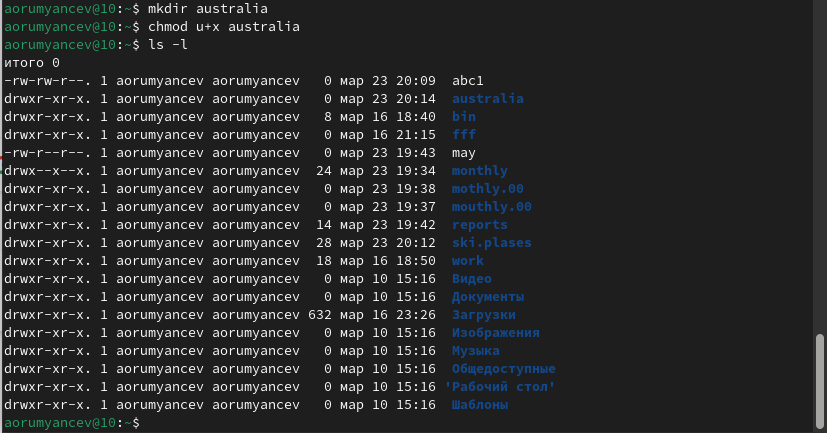 aorumyancev@10:~$ mkdir australia
aorumyancev@10:~$ chmod u+x australia
aorumyancev@10:~$ ls -l
итого 0
-rw-rw-r--. 1 aorumyancev aorumyancev   0 мар 23 20:09  abc1
drwxr-xr-x. 1 aorumyancev aorumyancev   0 мар 23 20:14  australia
drwxr-xr-x. 1 aorumyancev aorumyancev   8 мар 16 18:40  bin
drwxr-xr-x. 1 aorumyancev aorumyancev   0 мар 16 21:15  fff
-rw-r--r--. 1 aorumyancev aorumyancev   0 мар 23 19:43  may
drwx--x--x. 1 aorumyancev aorumyancev  24 мар 23 19:34  monthly
drwxr-xr-x. 1 aorumyancev aorumyancev   0 мар 23 19:38  mothly.00
drwxr-xr-x. 1 aorumyancev aorumyancev   0 мар 23 19:37  mouthly.00
drwxr-xr-x. 1 aorumyancev aorumyancev  14 мар 23 19:42  reports
drwxr-xr-x. 1 aorumyancev aorumyancev  28 мар 23 20:12  ski.plases
drwxr-xr-x. 1 aorumyancev aorumyancev  18 мар 16 18:50  work
drwxr-xr-x. 1 aorumyancev aorumyancev   0 мар 10 15:16  Видео
drwxr-xr-x. 1 aorumyancev aorumyancev   0 мар 10 15:16  Документы
drwxr-xr-x. 1 aorumyancev aorumyancev 632 мар 16 23:26  Загрузки
drwxr-xr-x. 1 aorumyancev aorumyancev   0 мар 10 15:16  Изображения
drwxr-xr-x. 1 aorumyancev aorumyancev   0 мар 10 15:16  Музыка
drwxr-xr-x. 1 aorumyancev aorumyancev   0 мар 10 15:16  Общедоступные
drwxr-xr-x. 1 aorumyancev aorumyancev   0 мар 10 15:16 'Рабочий стол'
drwxr-xr-x. 1 aorumyancev aorumyancev   0 мар 10 15:16  Шаблоны
aorumyancev@10:~$